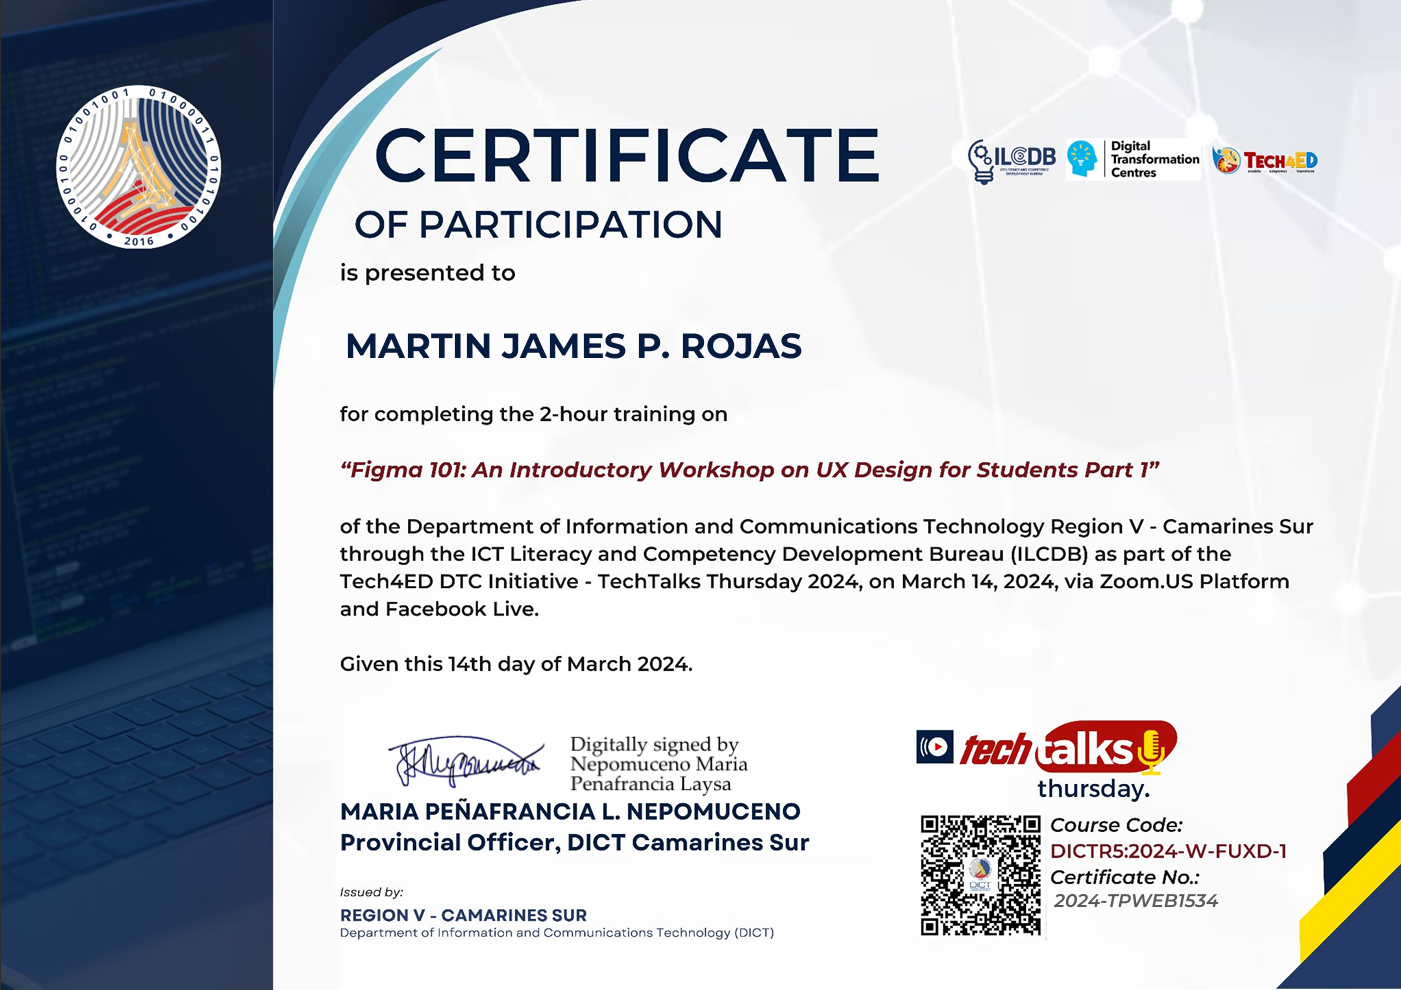 01000100 01001001 01000011 01010100
• 2016 •
CERTIFICATE
OF PARTICIPATION
ILCDB
Digital
Transformation
Centres
TECH4ED
is presented to
MARTIN JAMES P. ROJAS
for completing the 2-hour training on
“Figma 101: An Introductory Workshop on UX Design for Students Part 1”
of the Department of Information and Communications Technology Region V - Camarines Sur
through the ICT Literacy and Competency Development Bureau (ILCDB) as part of the
Tech4ED DTC Initiative - TechTalks Thursday 2024, on March 14, 2024, via Zoom.US Platform
and Facebook Live.
Given this 14th day of March 2024.
Digitally signed by
Nepomuceno Maria
Penafrancia Laysa
MARIA PEÑAFRANCIA L. NEPOMUCENO
Provincial Officer, DICT Camarines Sur
Issued by:
REGION V - CAMARINES SUR
Department of Information and Communications Technology (DICT)
tech talks
thursday.
DICT
Course Code:
DICTR5:2024-W-FUXD-1
Certificate No.:
2024-TPWEB1534